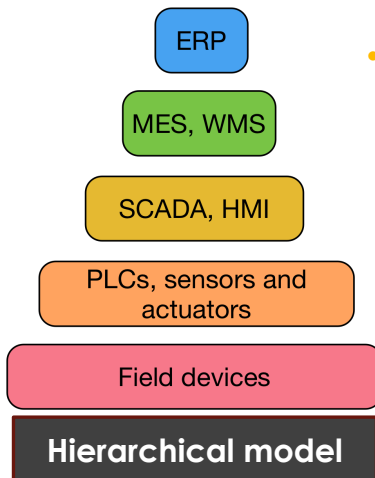 ERP
MES, WMS
SCADA, HMI
PLCs, sensors and
actuators
Field devices
Hierarchical model